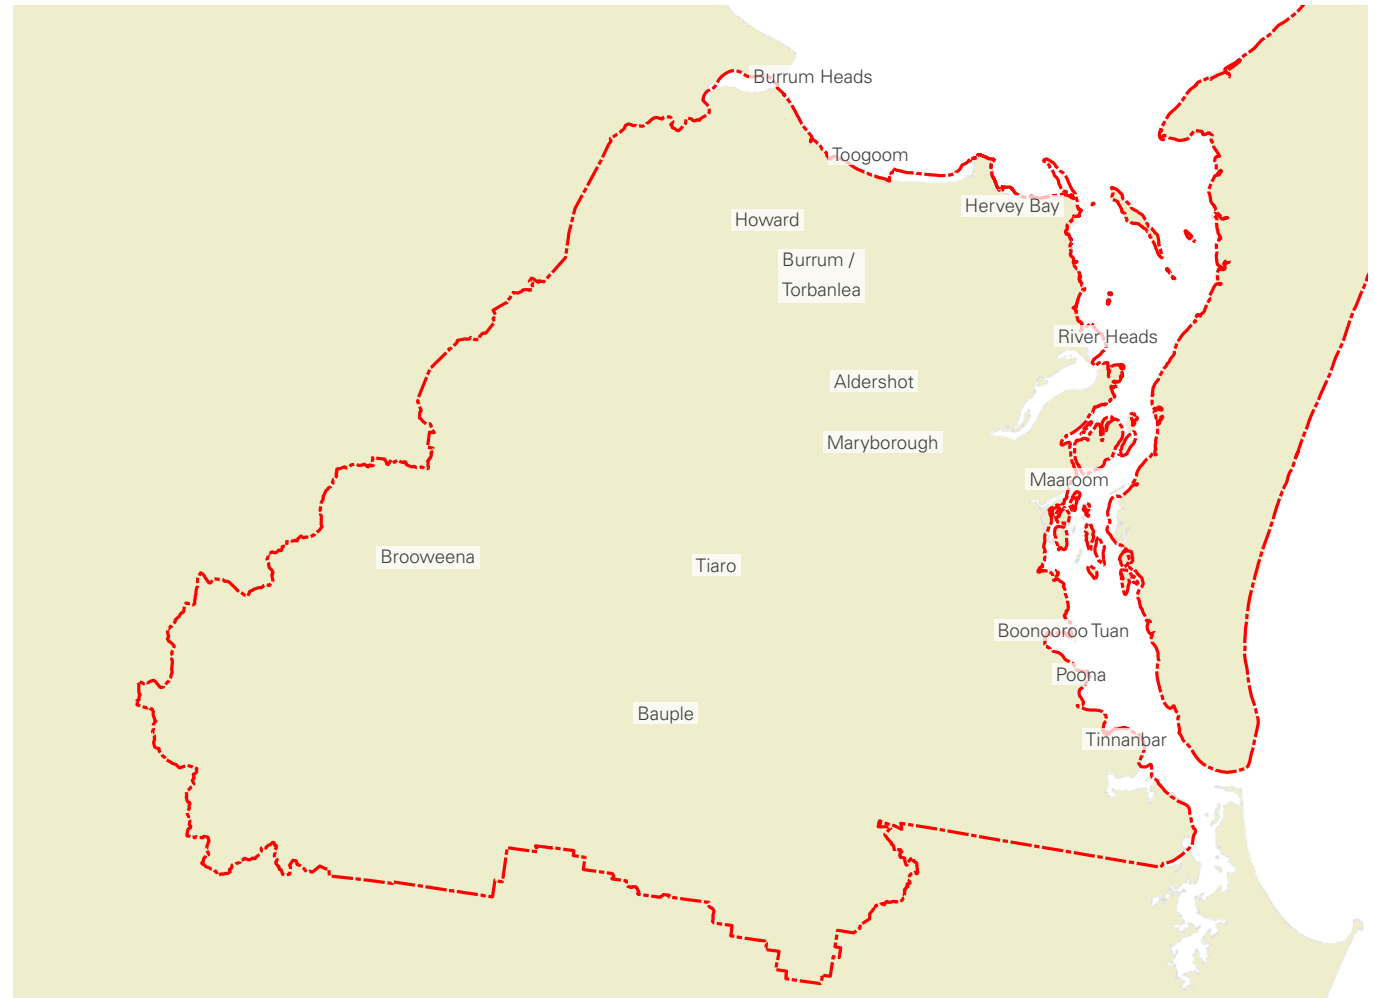 Burrum Heads
Toogoom
Hervey Bay
Howard
Burrum /
Torbanlea
River Heads
Aldershot
Maryborough
Maaroom
Brooweena
Tiaro
Boonooroo Tuan
Poona
Bauple
Tinnanbar